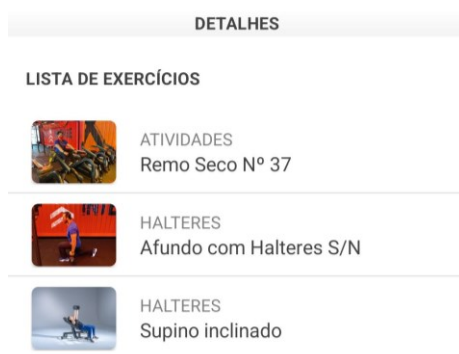 DETALHES
LISTA DE EXERCÍCIOS
ATIVIDADES
Remo Seco Nº 37
HALTERES
Afundo com Halteres S/N
HALTERES
Supino inclinado